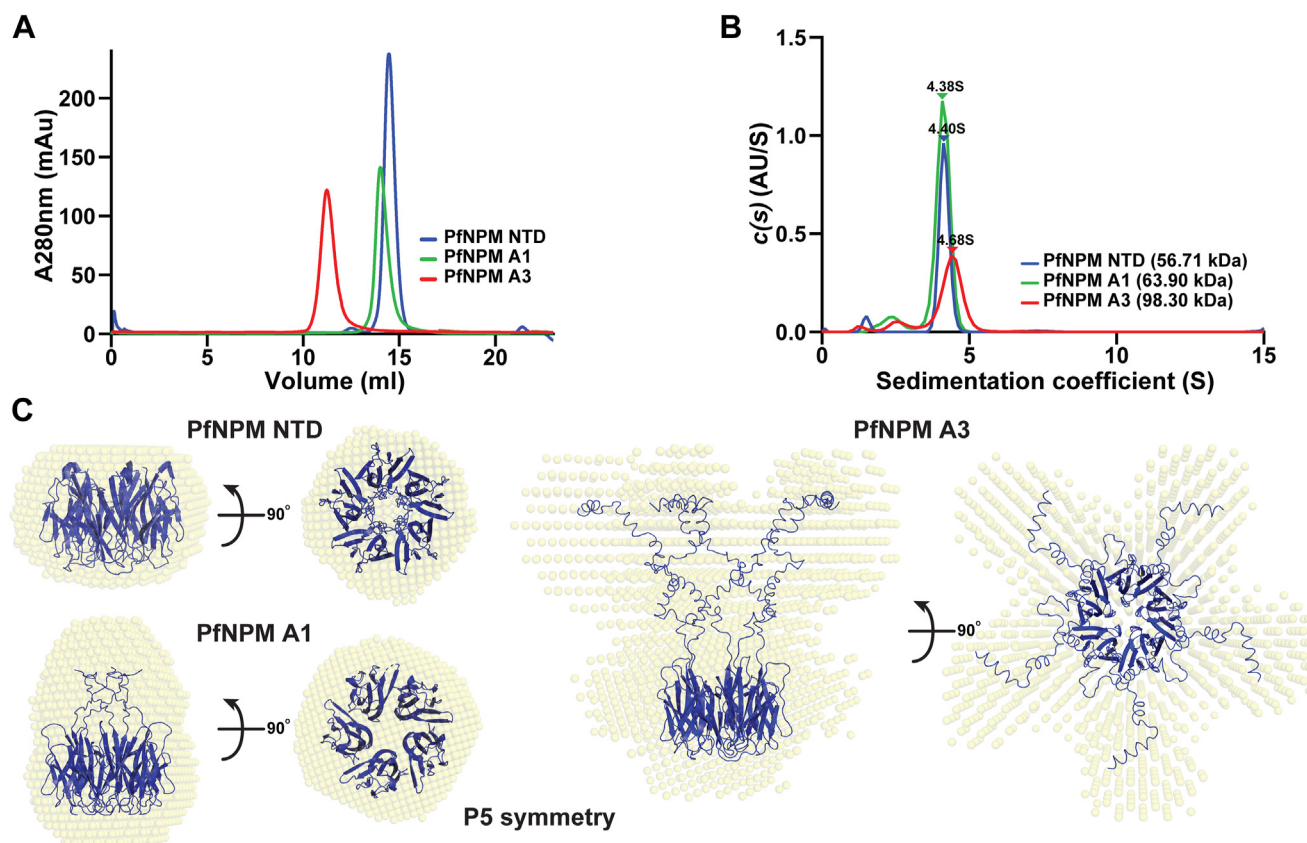 A
A280nm (mAu)
200
150
100
50
0
0
5
10
15
20
Volume (ml)
PfNPM NTD
PfNPM A1
PfNPM A3
B
c(s) (AU/S)
1.5
1.0
0.5
0.0
0
5
10
15
Sedimentation coefficient (S)
4.38S
4.40S
4.68S
PfNPM NTD (56.71 kDa)
PfNPM A1 (63.90 kDa)
PfNPM A3 (98.30 kDa)
C
PfNPM NTD
90°
PfNPM A1
90°
PfNPM A3
90°
P5 symmetry